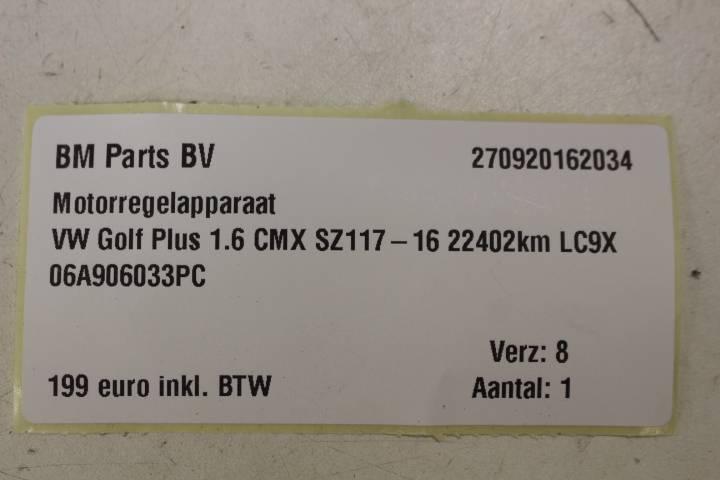 BM Parts BV 270920162034
Motorregelapparaat
VW Golf Plus 1.6 CMX SZ117-16 22402km LC9X
06A906033PC
Verz: 8
199 euro inkl. BTW Aantal: 1